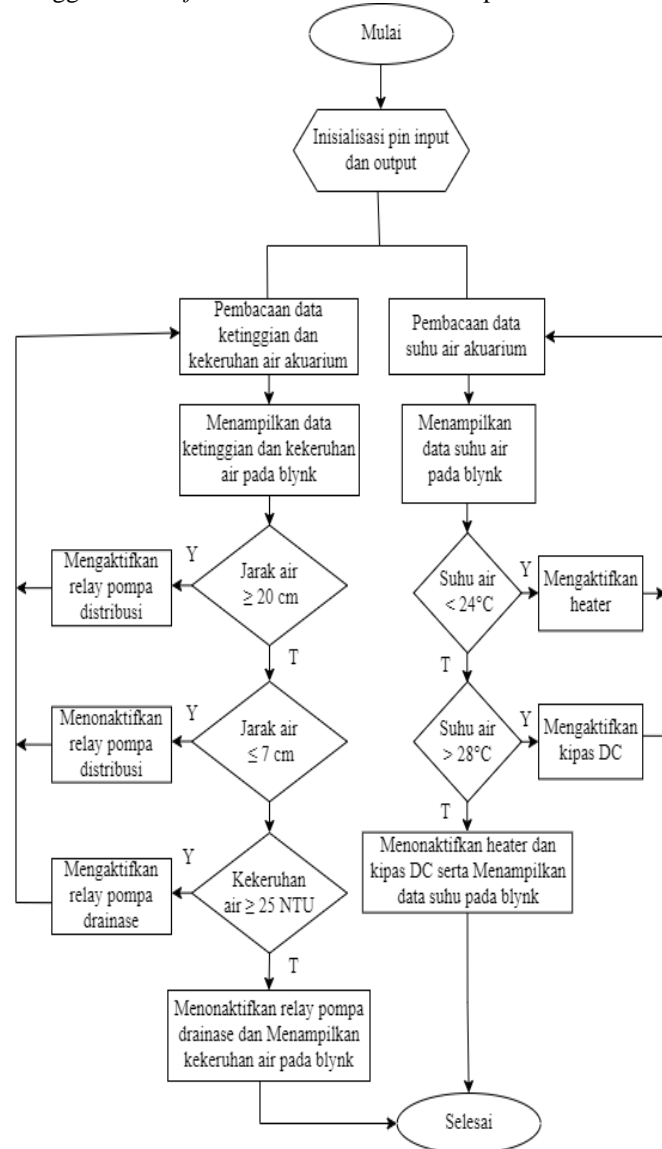 Mulai
Inisialisasi pin input
dan output
Pembacaan data
ketinggian dan
kekeruhan air akuarium
Menampilkan data
ketinggian dan kekeruhan
air pada blynk
Jarak air
≥ 20 cm
Y
Mengaktifkan
relay pompa
distribusi
T
Jarak air
≤ 7 cm
Y
Menonaktifkan
relay pompa
distribusi
Kekeruhan
air ≥ 25 NTU
Y
Mengaktifkan
relay pompa
drainase
T
Menonaktifkan relay pompa
drainase dan Menampilkan
kekeruhan air pada blynk
Pembacaan data
suhu air akuarium
Menampilkan
data suhu air
pada blynk
Suhu air
< 24°C
Y
Mengaktifkan
heater
T
Suhu air
> 28°C
Y
Mengaktifkan
kipas DC
T
Menonaktifkan heater dan
kipas DC serta Menampilkan
data suhu pada blynk
Selesai